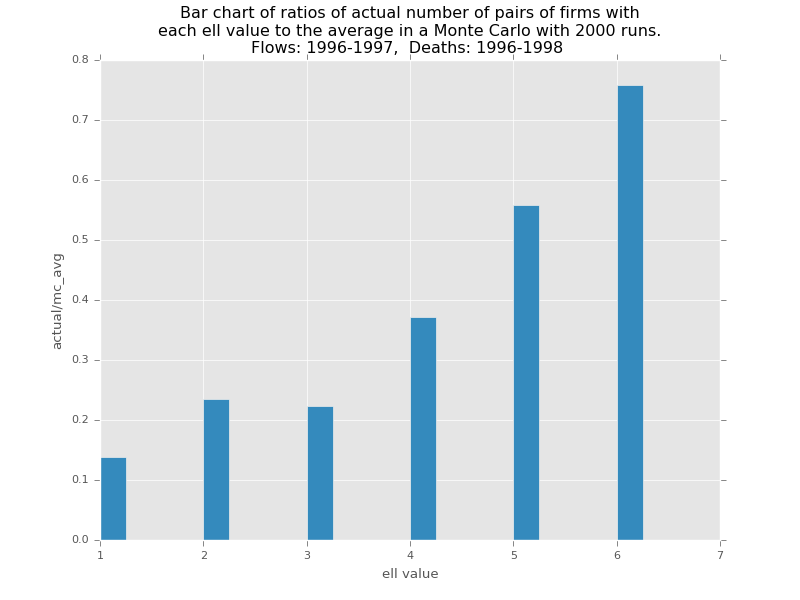 Bar chart of ratios of actual number of pairs of firms with
each ell value to the average in a Monte Carlo with 2000 runs.
Flows: 1996-1997,  Deaths: 1996-1998
0.8
0.7
0.6
0.5
0.4
0.3
0.2
0.1
0.0
actual/mc_avg
1 2 3 4 5 6 7
ell value